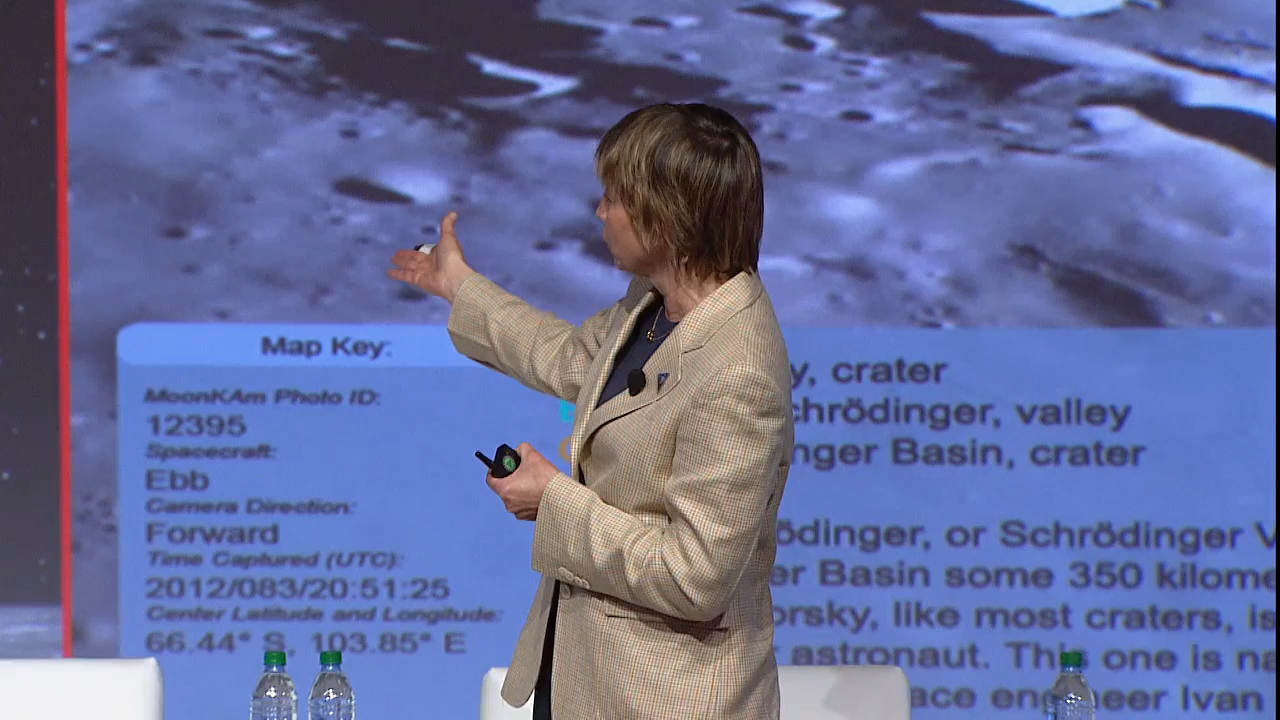 Map Key:
MoonKAm Photo ID:
12395
Spacecraft:
Ebb
Camera Direction:
Forward
Time Captured (UTC):
2012/083/20:51:25
Center Latitude and Longitude:
66.44° S, 103.85° E
y, crater
chrödinger, valley
nger Basin, crater
ödinger, or Schrödinger V
er Basin some 350 kilome
orsky, like most craters, is
astronaut. This one is na
ace engineer Ivan